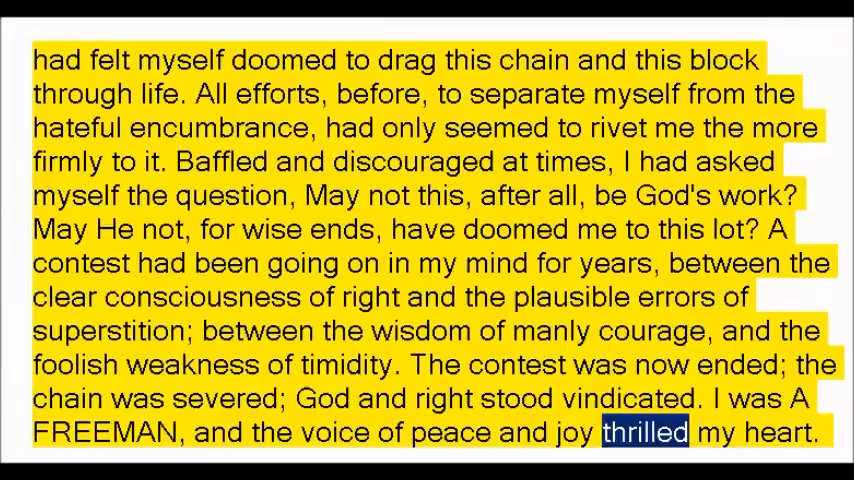 had felt myself doomed to drag this chain and this block
through life. All efforts, before, to separate myself from the
hateful encumbrance, had only seemed to rivet me the more
firmly to it. Baffled and discouraged at times, I had asked
myself the question, May not this, after all, be God's work?
May He not, for wise ends, have doomed me to this lot? A
contest had been going on in my mind for years, between the
clear consciousness of right and the plausible errors of
superstition; between the wisdom of manly courage, and the
foolish weakness of timidity. The contest was now ended; the
chain was severed; God and right stood vindicated. I was A
FREEMAN, and the voice of peace and joy thrilled my heart.